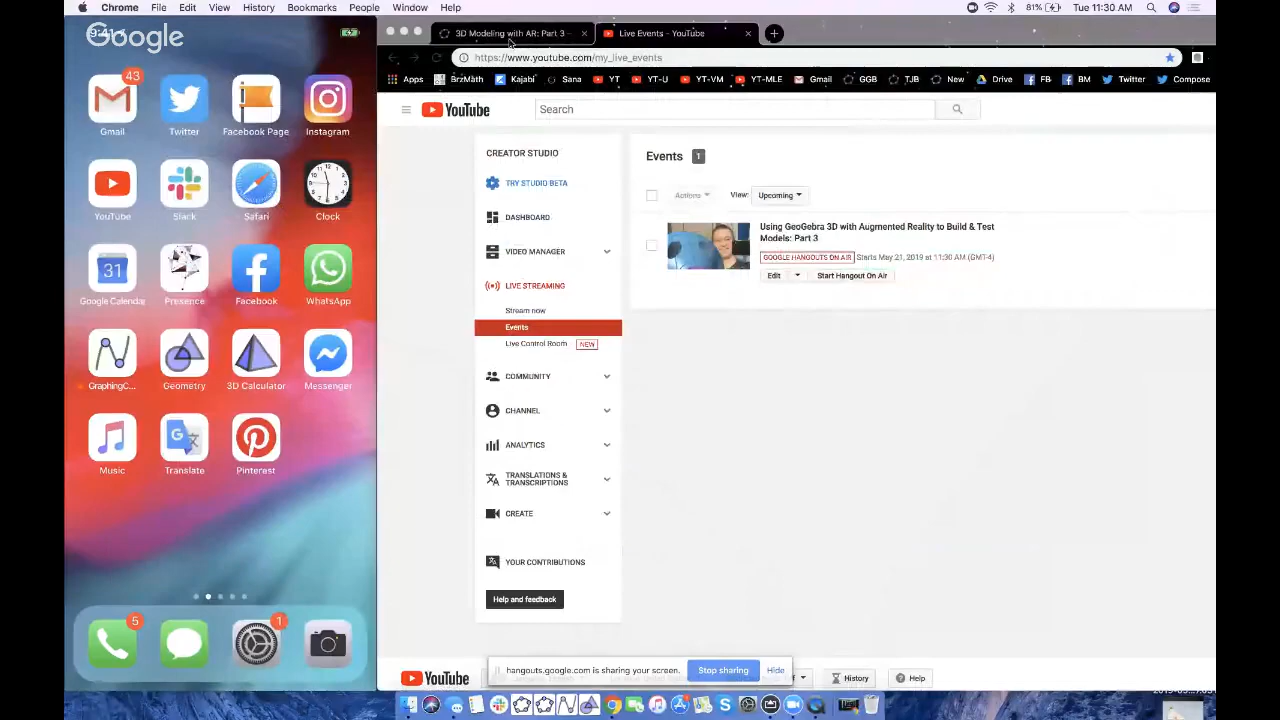 Chrome File Edit View History Bookmarks People Window Help
81% Tue 11:30 AM
9:41
Google
3D Modeling with AR: Part 3 –
Live Events - YouTube
https://www.youtube.com/my_live_events
Apps BrzMath Kajabi Sana YT YT-U YT-VM YT-MLE Gmail GGB TJB New Drive FB BM Twitter Compose
43
Gmail Twitter Facebook Page Instagram
YouTube Slack Safari Clock
31
Google Calendar Presence Facebook WhatsApp
GraphingC... Geometry 3D Calculator Messenger
Music Translate Pinterest
5 1
YouTube
Search
CREATOR STUDIO
TRY STUDIO BETA
DASHBOARD
VIDEO MANAGER
LIVE STREAMING
Stream now
Events
Live Control Room NEW
COMMUNITY
CHANNEL
ANALYTICS
TRANSLATIONS &
TRANSCRIPTIONS
CREATE
YOUR CONTRIBUTIONS
Help and feedback
Events 1
Actions View: Upcoming
Using GeoGebra 3D with Augmented Reality to Build & Test
Models: Part 3
GOOGLE HANGOUTS ON AIR Starts May 21, 2019 at 11:30 AM (GMT-4)
Edit Start Hangout On Air
YouTube
hangouts.google.com is sharing your screen. Stop sharing Hide
History Help